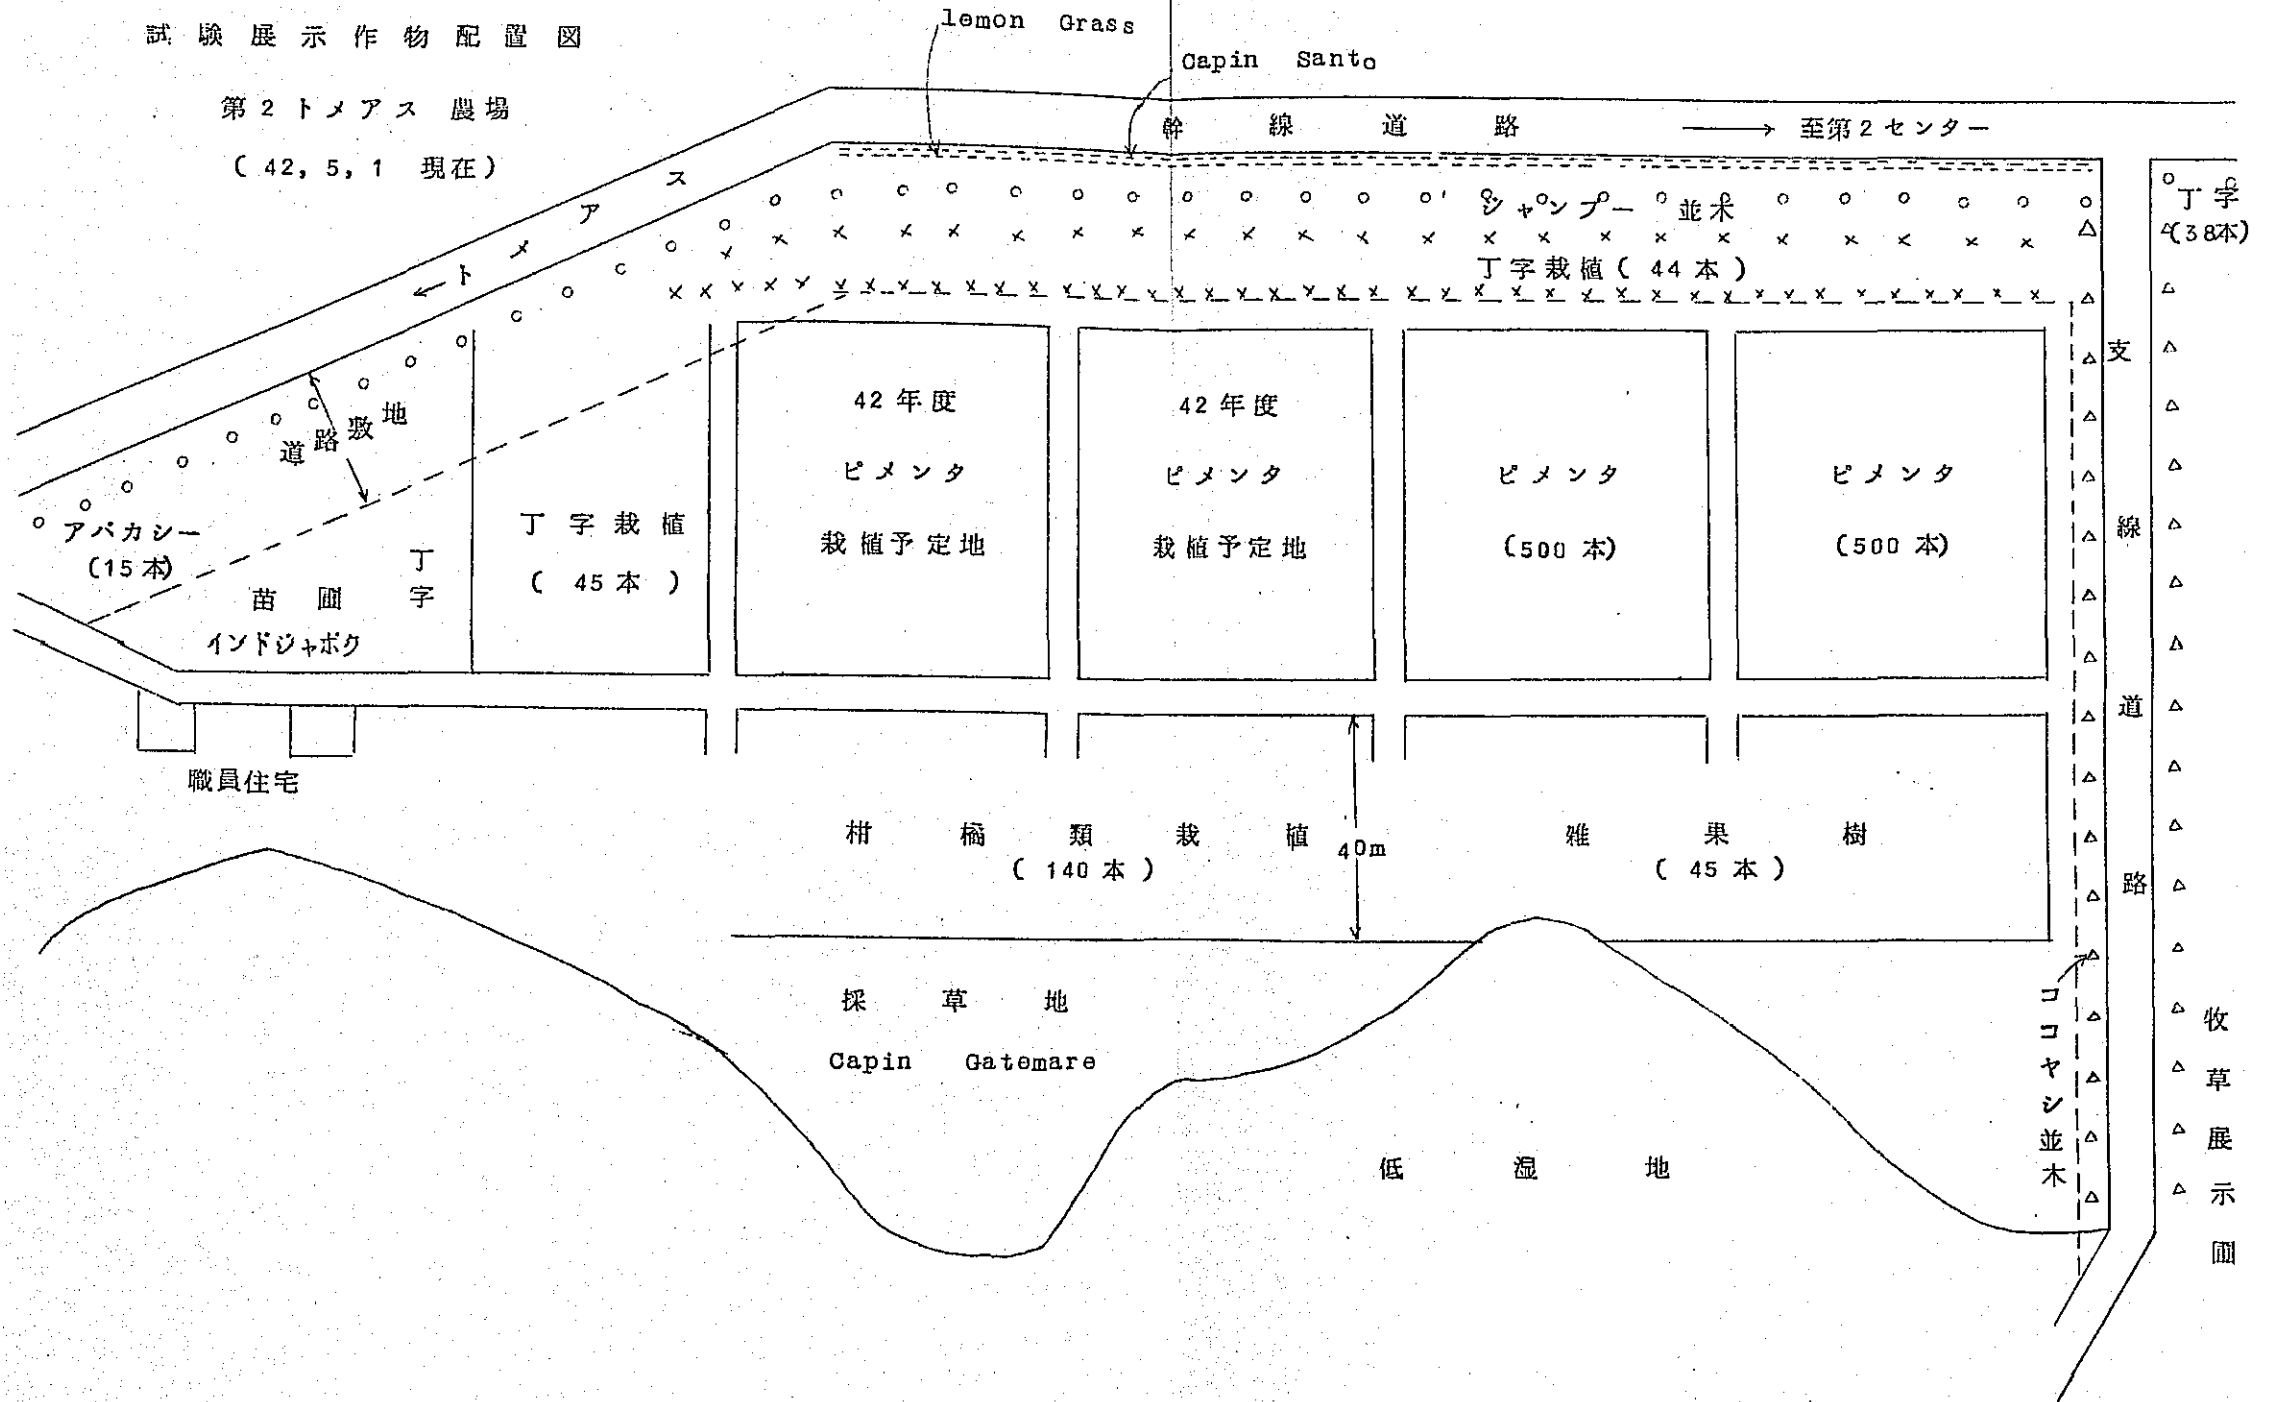 試験展示作物配置図
第2トメアス農場
(42,5,1 現在)
lemon Grass
Capin Santo
幹線道路 → 至第2センター
←トメアス
シャンプー並木
丁字栽植(44本)
丁字
(38本)
道路敷地
アバカシー
(15本)
苗圃
インドジャボク
丁字
丁字栽植
(45本)
42年度
ピメンタ
栽植予定地
42年度
ピメンタ
栽植予定地
ピメンタ
(500本)
ピメンタ
(500本)
支線道路
職員住宅
柑橘類栽植
(140本)
40m
雑果樹
(45本)
採草地
Capin Gatemare
低湿地
ココヤシ並木
牧草展示圃